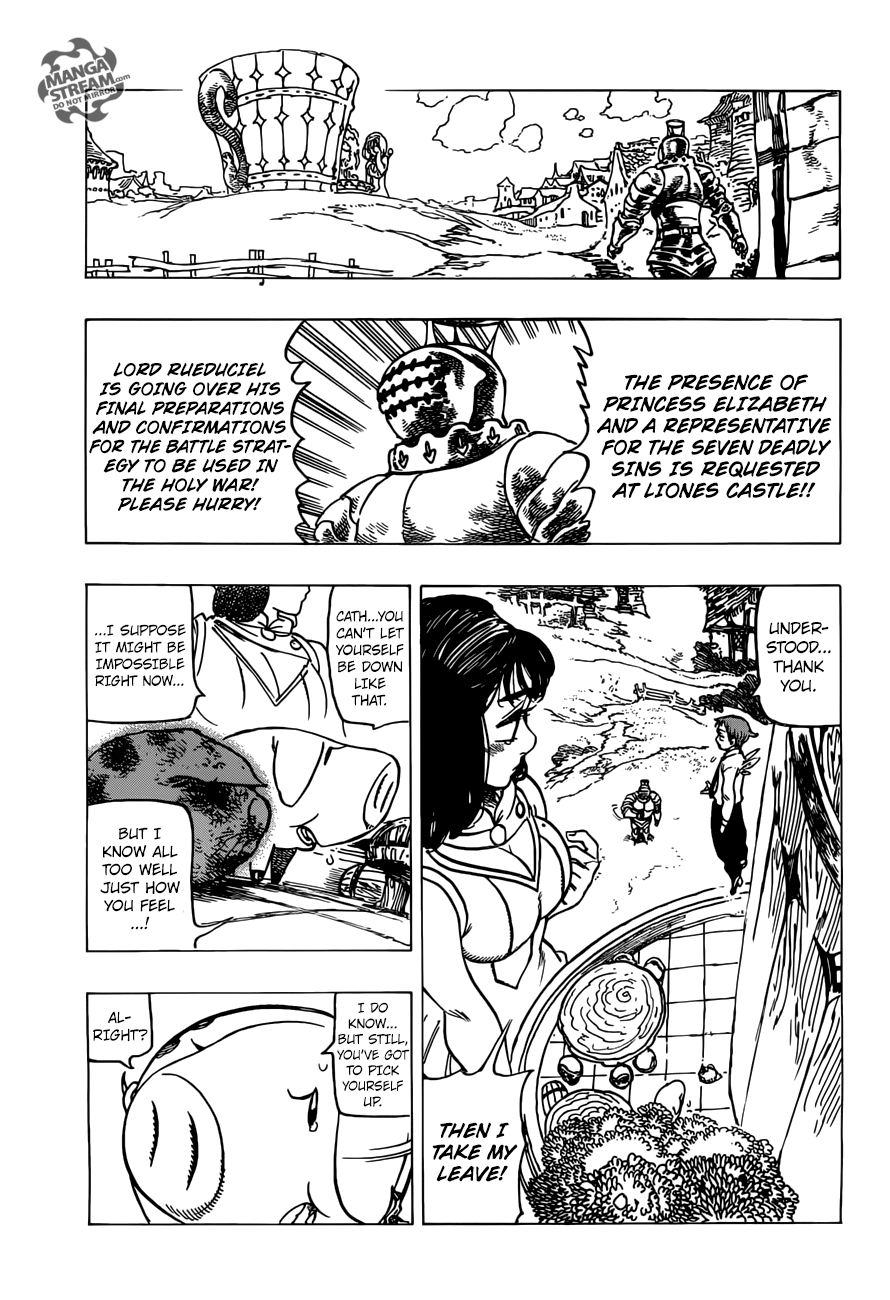 MANGA
STREAM.com
DO NOT MIRROR
THE PRESENCE OF
PRINCESS ELIZABETH
AND A REPRESENTATIVE
FOR THE SEVEN DEADLY
SINS IS REQUESTED
AT LIONES CASTLE!!
LORD RUEDUCIEL
IS GOING OVER HIS
FINAL PREPARATIONS
AND CONFIRMATIONS
FOR THE BATTLE STRAT-
EGY TO BE USED IN
THE HOLY WAR!
PLEASE HURRY!
UNDER-
STOOD...
THANK
YOU.
THEN I
TAKE MY
LEAVE!
CATH...YOU
CAN'T LET
YOURSELF
BE DOWN
LIKE
THAT.
...I SUPPOSE
IT MIGHT BE
IMPOSSIBLE
RIGHT NOW...
BUT I
KNOW ALL
TOO WELL
JUST HOW
YOU FEEL
...!
I DO
KNOW...
BUT STILL,
YOU'VE GOT
TO PICK
YOURSELF
UP.
AL-
RIGHT?